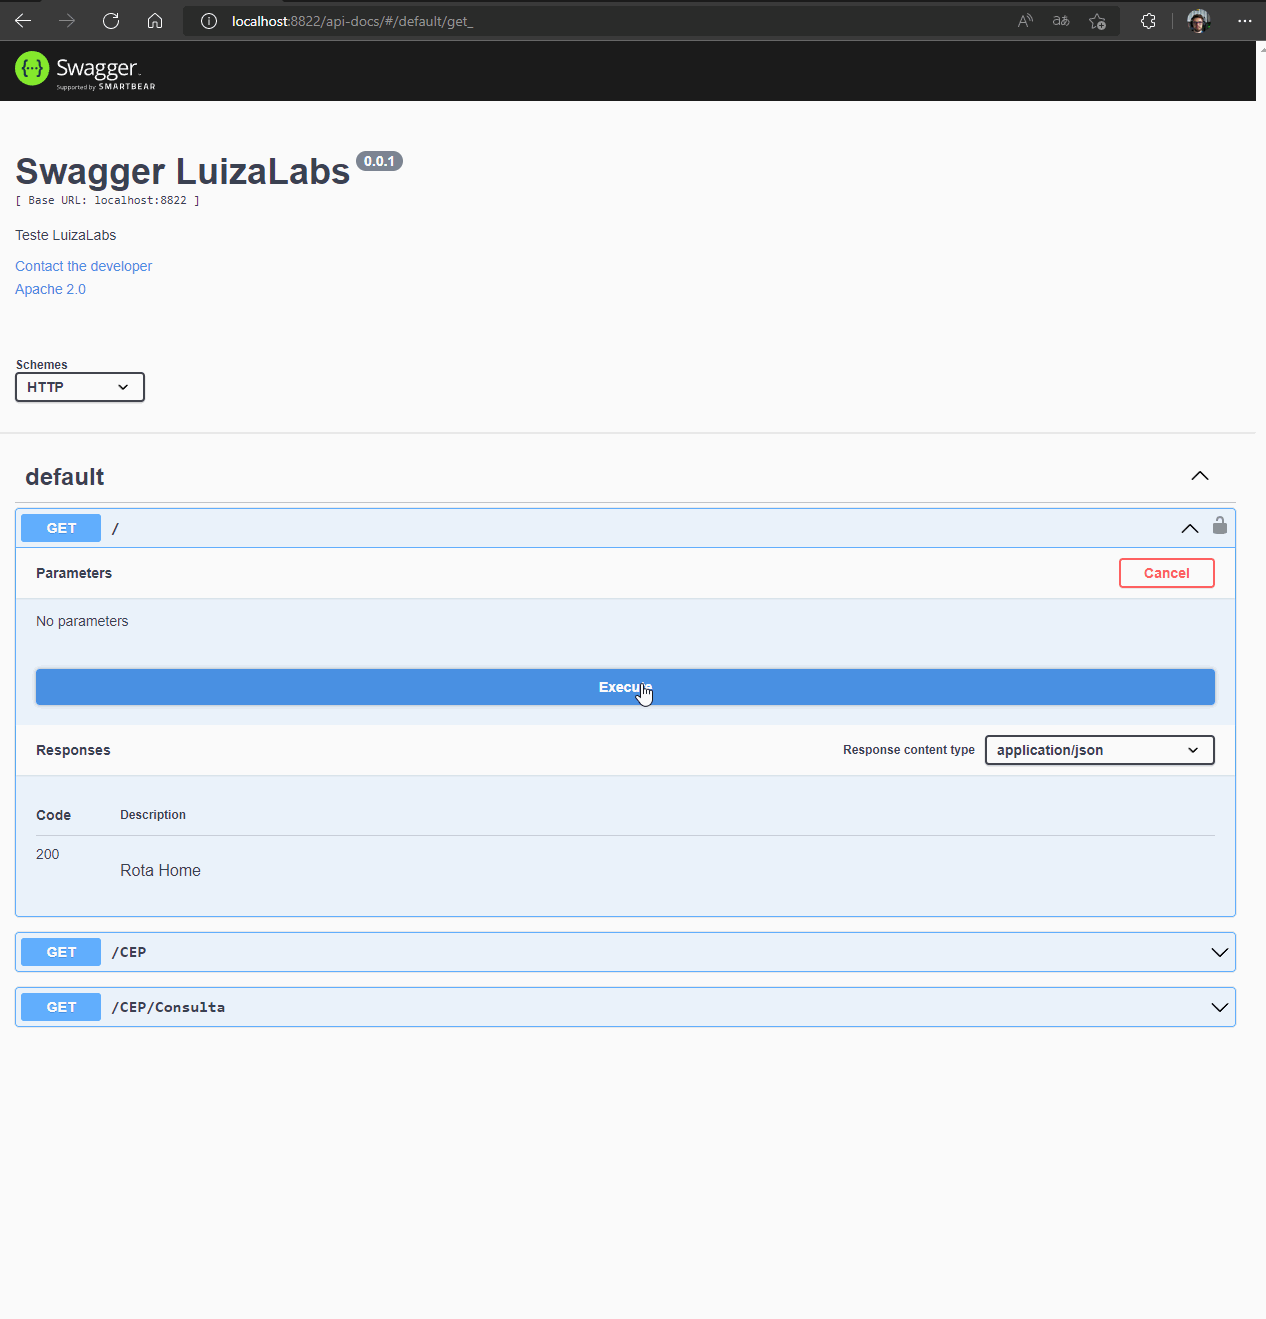 localhost:8822/api-docs/#/default/get_
Swagger
Supported by SMARTBEAR
Swagger LuizaLabs 0.0.1
[ Base URL: localhost:8822 ]
Teste LuizaLabs
Contact the developer
Apache 2.0
Schemes
HTTP
default
GET /
Parameters Cancel
No parameters
Execute
Responses Response content type application/json
Code Description
200
Rota Home
GET /CEP
GET /CEP/Consulta